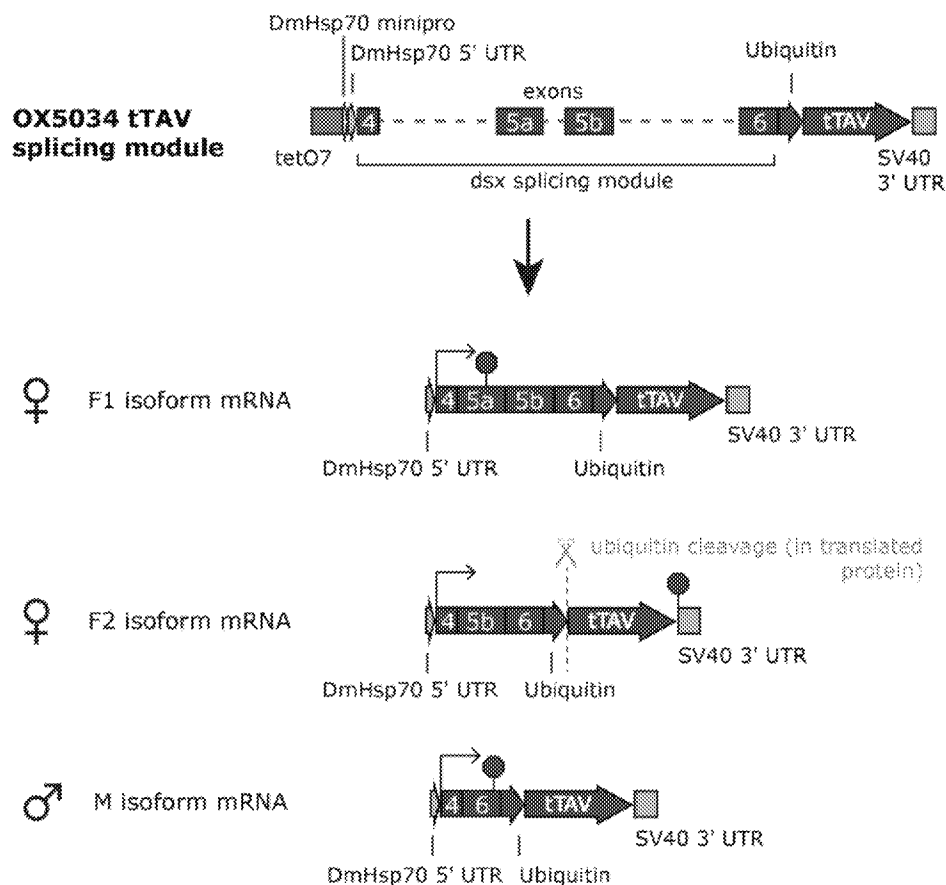 DmHsp70 minipro
DmHsp70 5' UTR
Ubiquitin
exons
OX5034 tTAV
splicing module
4
5a
5b
6
tTAV
tetO7
SV40
3' UTR
dsx splicing module
♀ F1 isoform mRNA
4 5a 5b 6 tTAV
SV40 3' UTR
DmHsp70 5' UTR
Ubiquitin
ubiquitin cleavage (in translated
protein)
♀ F2 isoform mRNA
4 5b 6 tTAV
SV40 3' UTR
DmHsp70 5' UTR
Ubiquitin
♂ M isoform mRNA
4 6 tTAV
SV40 3' UTR
DmHsp70 5' UTR
Ubiquitin